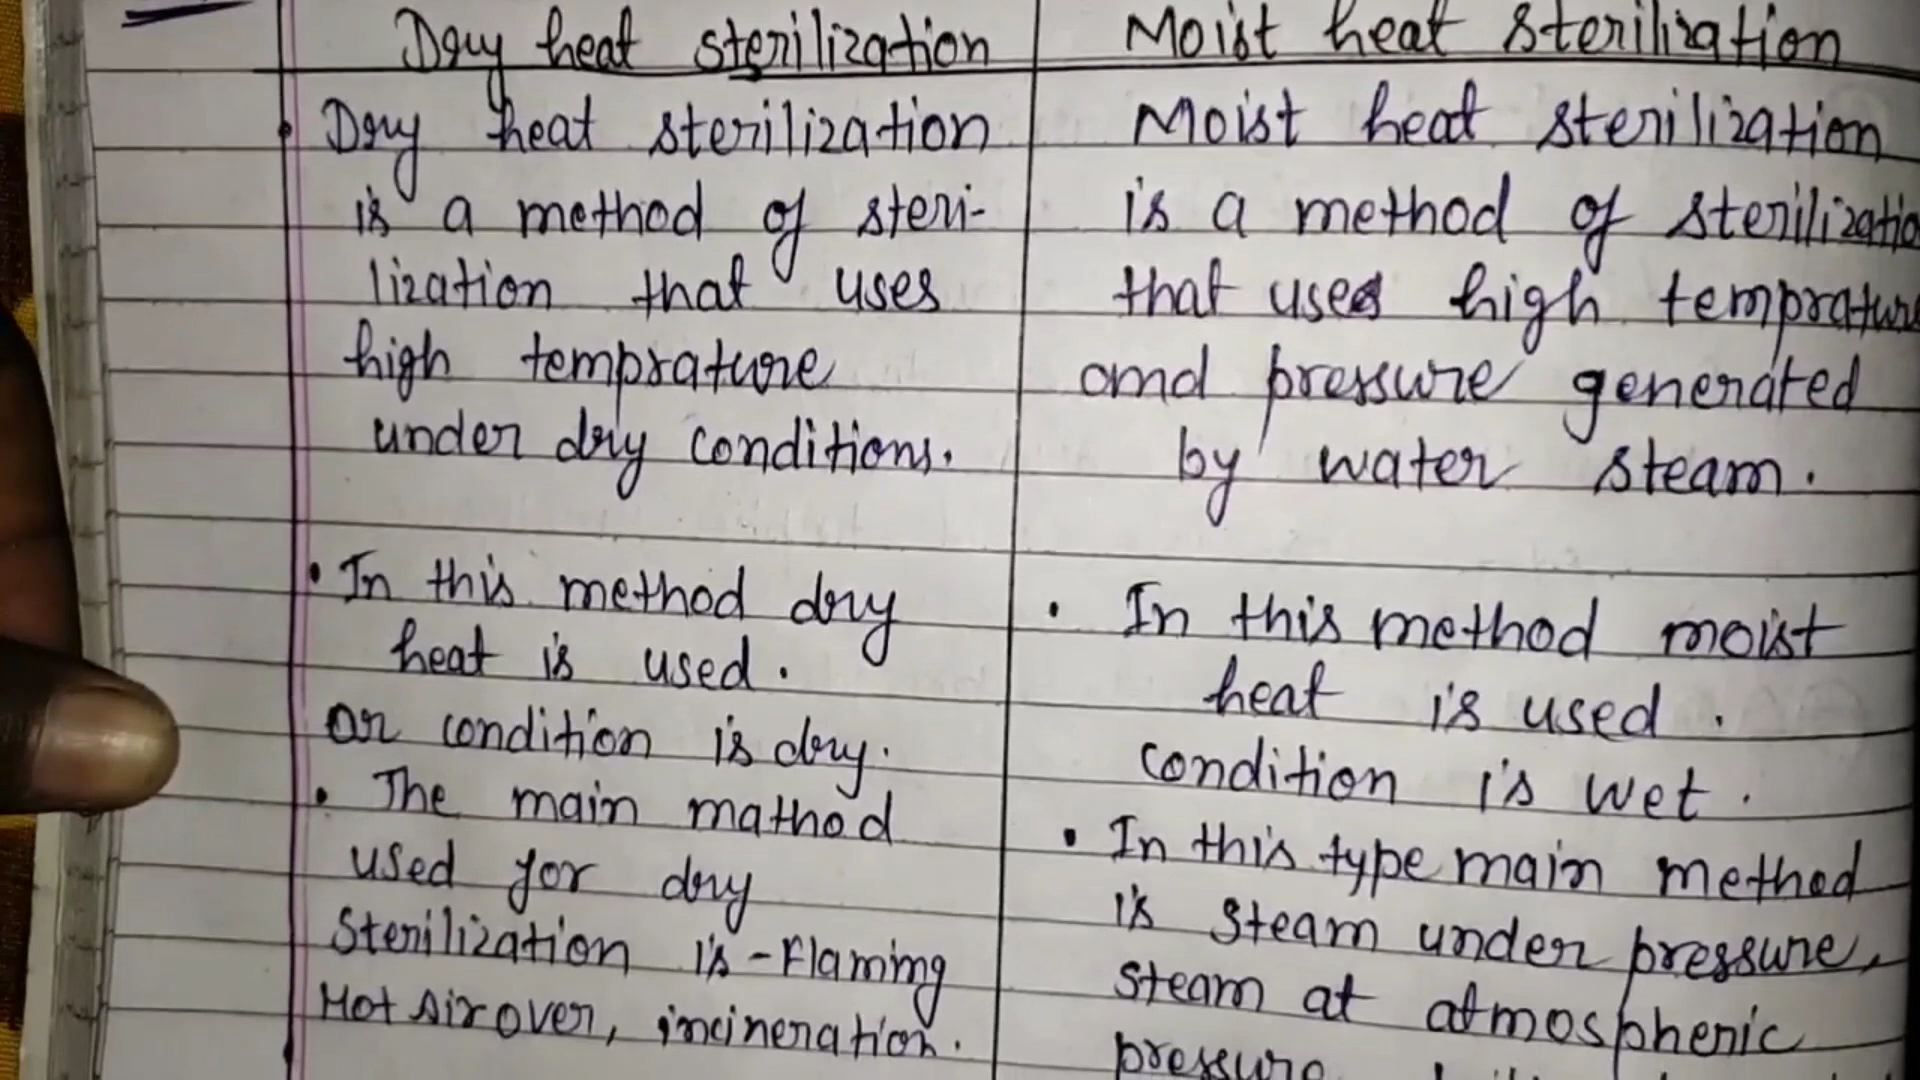 Dry heat sterilization
Dry heat sterilization
is a method of steri-
lization that uses
high temprature
under dry conditions.
• In this method dry
heat is used.
or condition is dry.
• The main mathod
used for dry
Sterilization is - Flaming
Hot Air oven, incineration.
Moist heat sterilization
Moist heat sterilization
is a method of sterilizatio
that uses high temprature
and pressure generated
by water steam.
• In this method moist
heat is used.
condition is wet.
• In this type main method
is steam under pressure,
steam at atmospheric
pressure